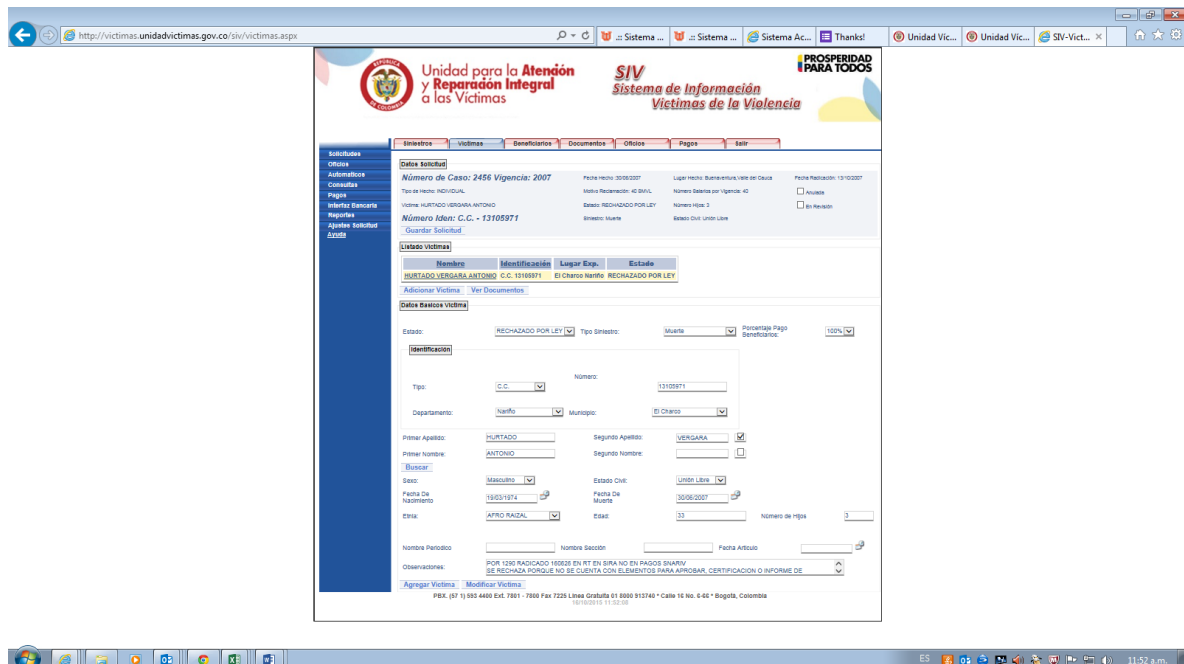 http://victimas.unidadvictimas.gov.co/siv/victimas.aspx
.:: Sistema ...
.:: Sistema ...
Sistema Ac...
Thanks!
Unidad Víc...
Unidad Víc...
SIV-Vict...
Unidad para la Atención
y Reparación Integral
a las Víctimas
SIV
Sistema de Información
Victimas de la Violencia
PROSPERIDAD
PARA TODOS
Siniestros Victimas Beneficiarios Documentos Oficios Pagos Salir
Solicitudes
Oficios
Automaticos
Consultas
Pagos
Interfaz Bancaria
Reportes
Ajustes Solicitud
Ayuda
Datos Solicitud
Número de Caso: 2456 Vigencia: 2007 Fecha Hecho: 30/06/2007 Lugar Hecho: Buenaventura,Valle del Cauca Fecha Radicación: 13/10/2007
Tipo de Hecho: INDIVIDUAL Motivo Reclamación: 40 SMVL Número Salarios por Vigencia: 40 Anulada
Victima: HURTADO VERGARA ANTONIO Estado: RECHAZADO POR LEY Número Hijos: 3 En Revisión
Número Iden: C.C. - 13105971 Siniestro: Muerte Estado Civil: Unión Libre
Guardar Solicitud
Listado Victimas
Nombre Identificación Lugar Exp. Estado
HURTADO VERGARA ANTONIO C.C. 13105971 El Charco Nariño RECHAZADO POR LEY
Adicionar Victima Ver Documentos
Datos Basicos Victima
Estado: RECHAZADO POR LEY Tipo Siniestro: Muerte Porcentaje Pago Beneficiarios: 100%
Identificación
Tipo: C.C. Número: 13105971
Departamento: Nariño Municipio: El Charco
Primer Apellido: HURTADO Segundo Apellido: VERGARA
Primer Nombre: ANTONIO Segundo Nombre:
Buscar
Sexo: Masculino Estado Civil: Unión Libre
Fecha De Nacimiento 19/03/1974 Fecha De Muerte 30/06/2007
Etnia: AFRO RAIZAL Edad: 33 Número de Hijos 3
Nombre Periodico Nombre Sección Fecha Articulo
Observaciones: POR 1290 RADICADO 160626 EN RT EN SIRA NO EN PAGOS SNARIV
SE RECHAZA PORQUE NO SE CUENTA CON ELEMENTOS PARA APROBAR, CERTIFICACION O INFORME DE
Agregar Victima Modificar Victima
PBX. (57 1) 593 4400 Ext. 7801 - 7800 Fax 7225 Linea Gratuita 01 8000 913740 * Calle 16 No. 6-66 * Bogotá, Colombia
ES 11:52 a.m.